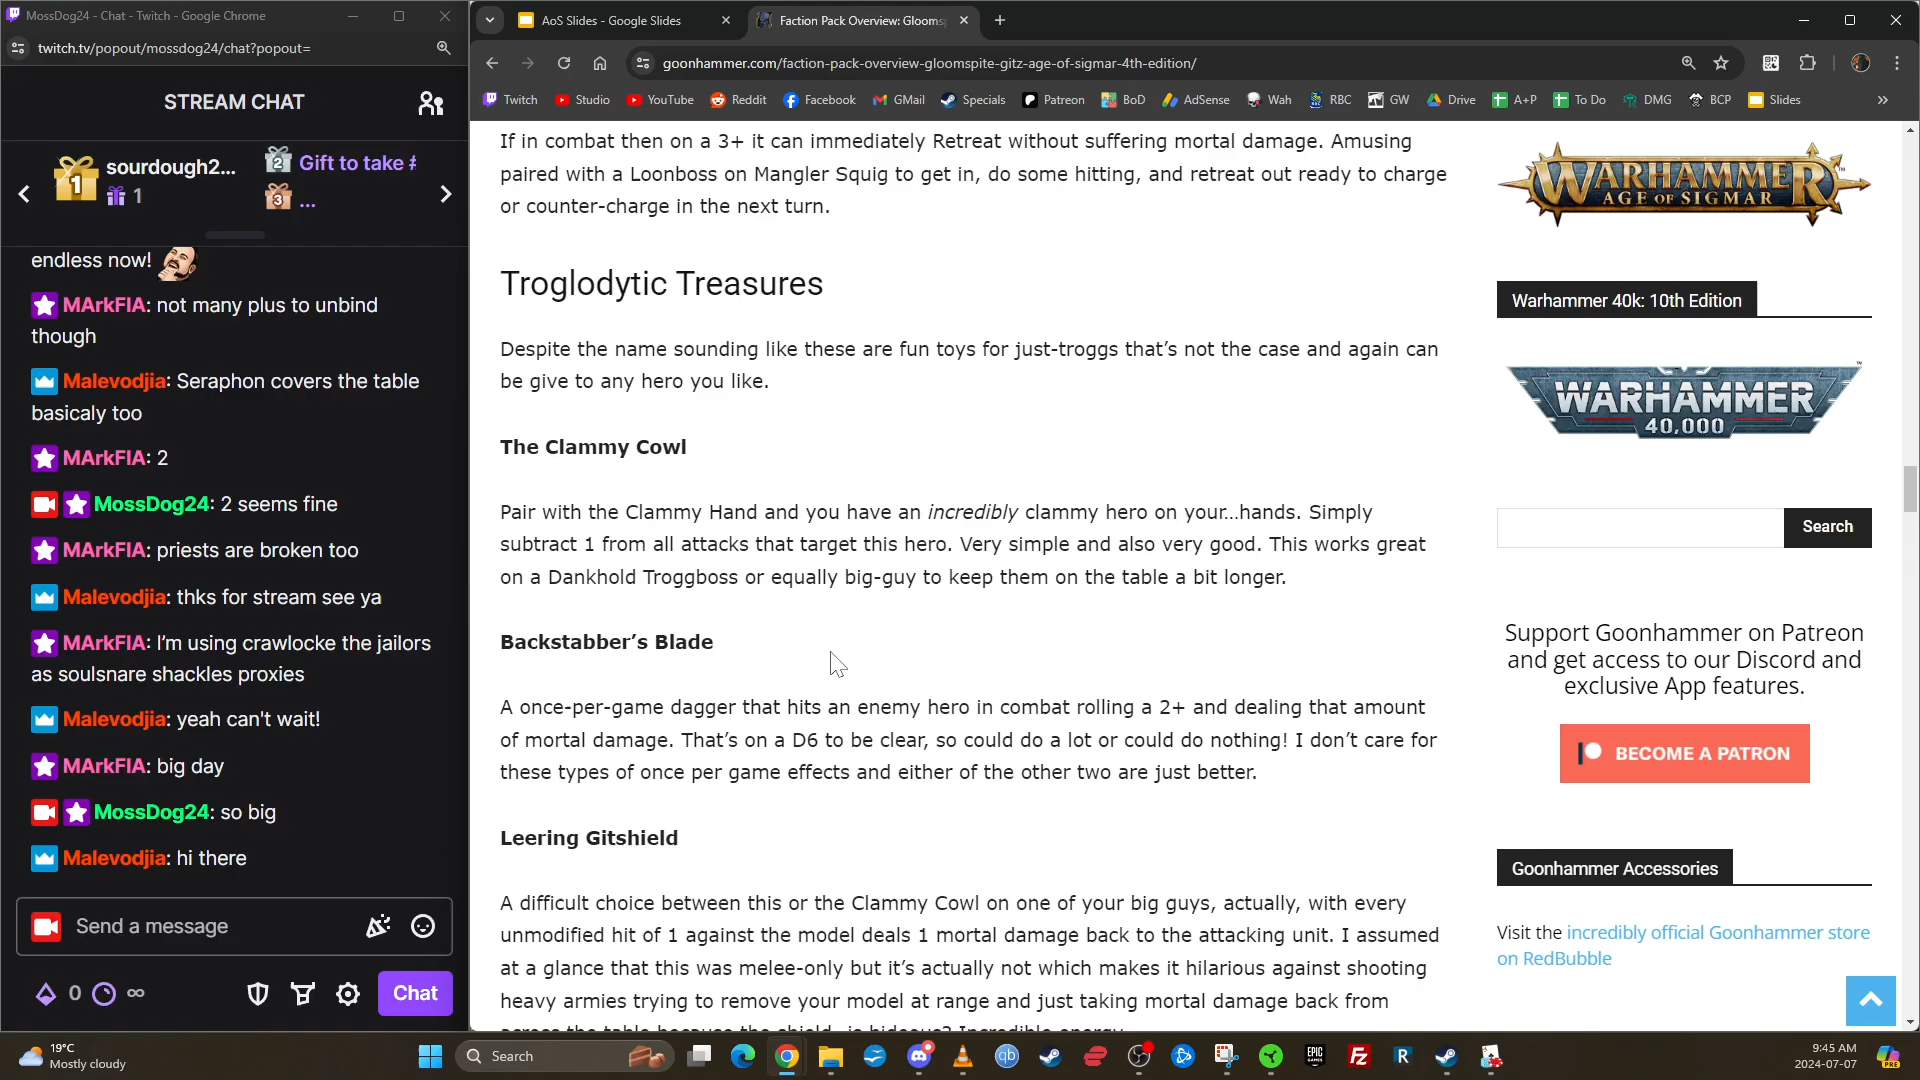 MossDog24 - Chat - Twitch - Google Chrome
twitch.tv/popout/mossdog24/chat?popout=
STREAM CHAT
1
sourdough2...
1
2
Gift to take
3
...
endless now!
MArkFIA: not many plus to unbind
though
Malevodjia: Seraphon covers the table
basicaly too
MArkFIA: 2
MossDog24: 2 seems fine
MArkFIA: priests are broken too
Malevodjia: thks for stream see ya
MArkFIA: I'm using crawlocke the jailors
as soulsnare shackles proxies
Malevodjia: yeah can't wait!
MArkFIA: big day
MossDog24: so big
Malevodjia: hi there
Send a message
0
∞
Chat
AoS Slides - Google Slides
Faction Pack Overview: Glooms
goonhammer.com/faction-pack-overview-gloomspite-gitz-age-of-sigmar-4th-edition/
Twitch Studio YouTube Reddit Facebook GMail Specials Patreon BoD AdSense Wah RBC GW Drive A+P To Do DMG BCP Slides
If in combat then on a 3+ it can immediately Retreat without suffering mortal damage. Amusing
paired with a Loonboss on Mangler Squig to get in, do some hitting, and retreat out ready to charge
or counter-charge in the next turn.
Troglodytic Treasures
Despite the name sounding like these are fun toys for just-troggs that’s not the case and again can
be give to any hero you like.
The Clammy Cowl
Pair with the Clammy Hand and you have an incredibly clammy hero on your…hands. Simply
subtract 1 from all attacks that target this hero. Very simple and also very good. This works great
on a Dankhold Troggboss or equally big-guy to keep them on the table a bit longer.
Backstabber’s Blade
A once-per-game dagger that hits an enemy hero in combat rolling a 2+ and dealing that amount
of mortal damage. That’s on a D6 to be clear, so could do a lot or could do nothing! I don’t care for
these types of once per game effects and either of the other two are just better.
Leering Gitshield
A difficult choice between this or the Clammy Cowl on one of your big guys, actually, with every
unmodified hit of 1 against the model deals 1 mortal damage back to the attacking unit. I assumed
at a glance that this was melee-only but it’s actually not which makes it hilarious against shooting
heavy armies trying to remove your model at range and just taking mortal damage back from
across the table because the shield…is hideous? Incredible energy.
WARHAMMER
AGE OF SIGMAR
Warhammer 40k: 10th Edition
WARHAMMER
40,000
Search
Support Goonhammer on Patreon
and get access to our Discord and
exclusive App features.
BECOME A PATRON
Goonhammer Accessories
Visit the incredibly official Goonhammer store
on RedBubble
19°C
Mostly cloudy
Search
qb
EPIC
GAMES
FZ
R
9:45 AM
2024-07-07
PRE